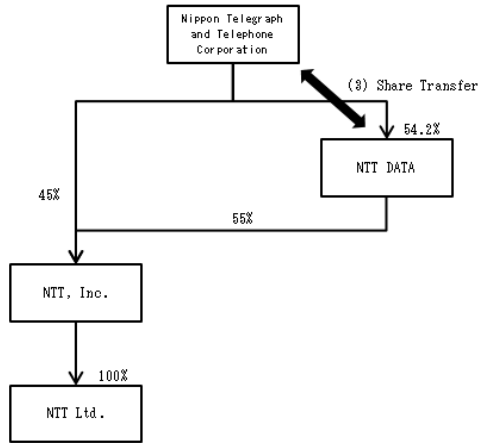 Nippon Telegraph
and Telephone
Corporation
(3) Share Transfer
54.2%
NTT DATA
45%
55%
NTT, Inc.
100%
NTT Ltd.